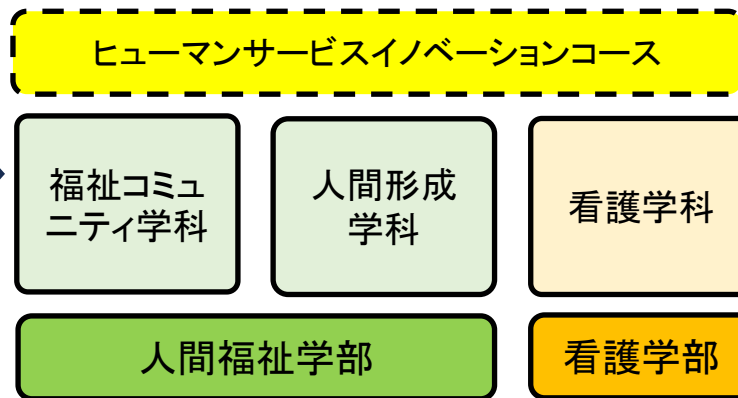 ヒューマンサービスイノベーションコース
福祉コミュ
ニティ学科
人間形成
学科
看護学科
人間福祉学部
看護学部